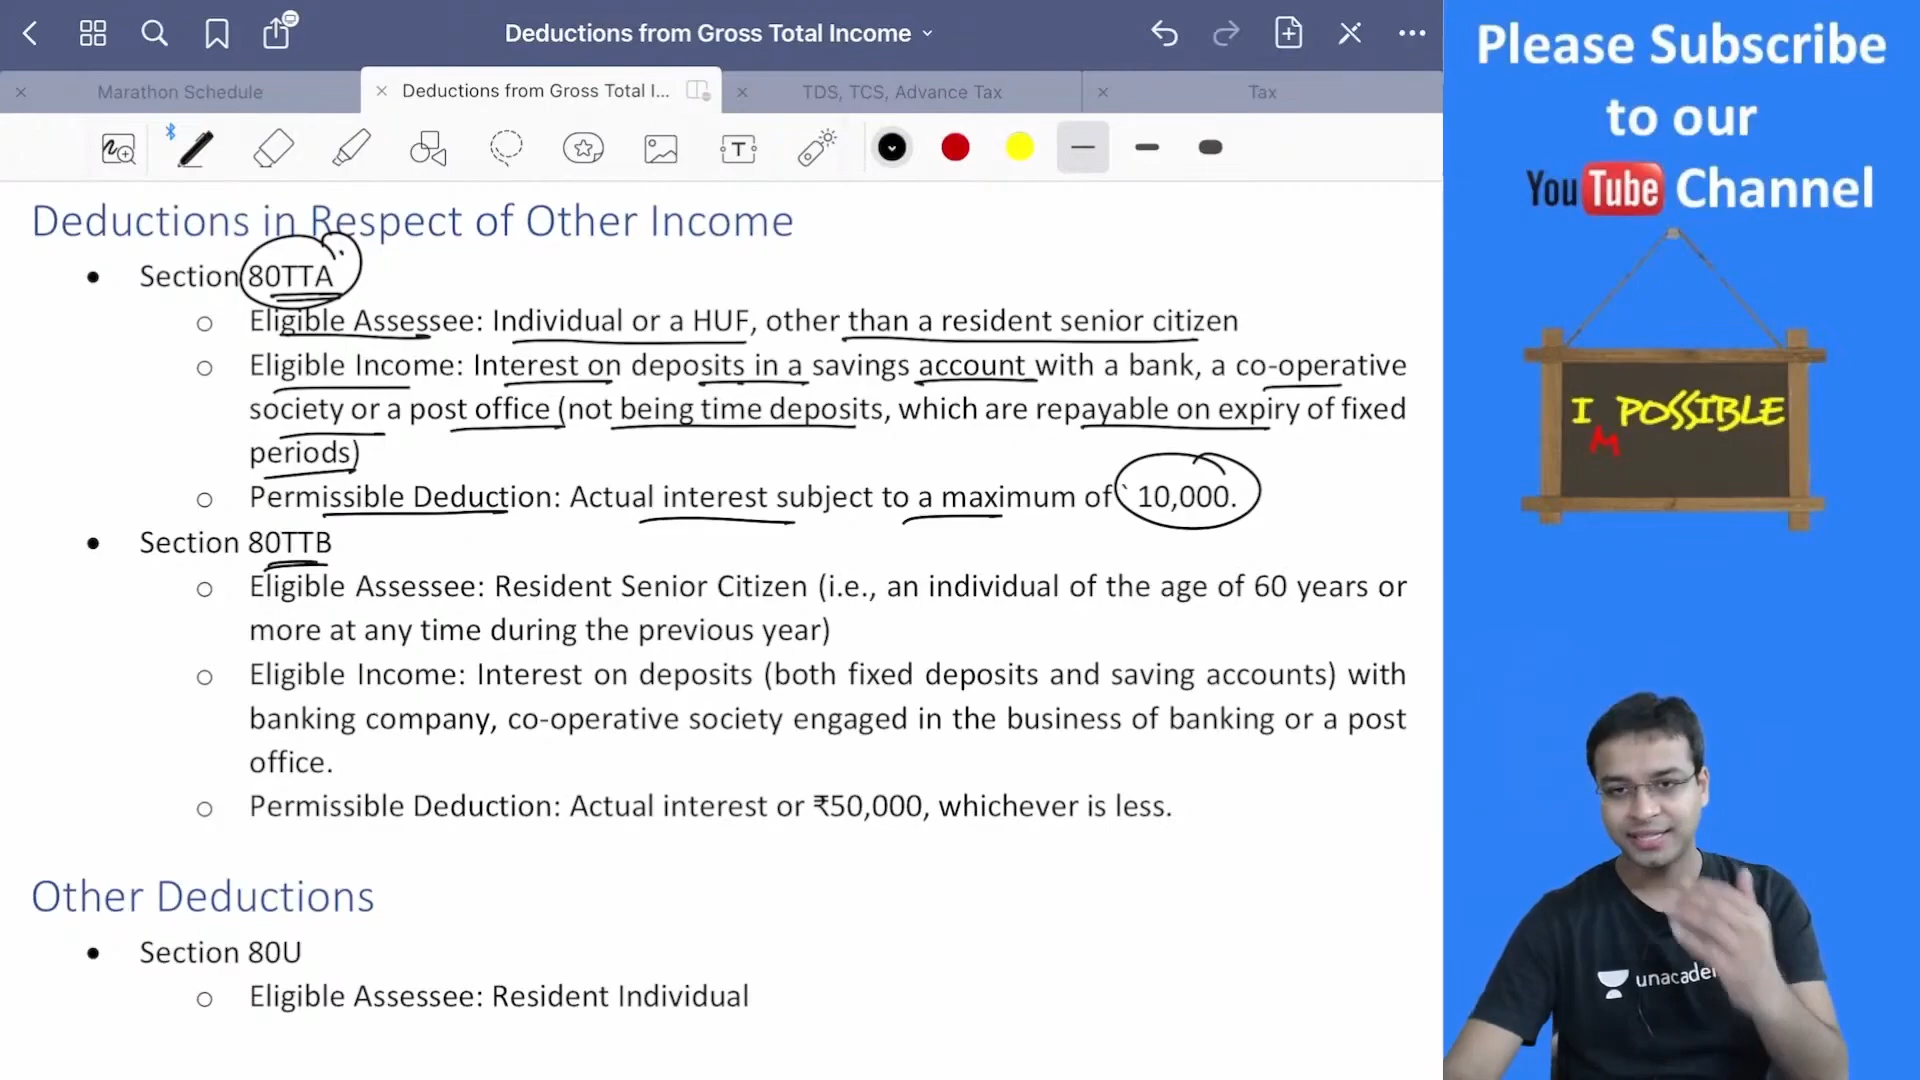 Deductions from Gross Total Income
Marathon Schedule
Deductions from Gross Total I...
TDS, TCS, Advance Tax
Tax
T
Deductions in Respect of Other Income
Section 80TTA
Eligible Assessee: Individual or a HUF, other than a resident senior citizen
Eligible Income: Interest on deposits in a savings account with a bank, a co-operative
society or a post office (not being time deposits, which are repayable on expiry of fixed
periods)
Permissible Deduction: Actual interest subject to a maximum of ` 10,000.
Section 80TTB
Eligible Assessee: Resident Senior Citizen (i.e., an individual of the age of 60 years or
more at any time during the previous year)
Eligible Income: Interest on deposits (both fixed deposits and saving accounts) with
banking company, co-operative society engaged in the business of banking or a post
office.
Permissible Deduction: Actual interest or ₹50,000, whichever is less.
Other Deductions
Section 80U
Eligible Assessee: Resident Individual
Please Subscribe
to our
YouTube Channel
I POSSIBLE
M
unacade